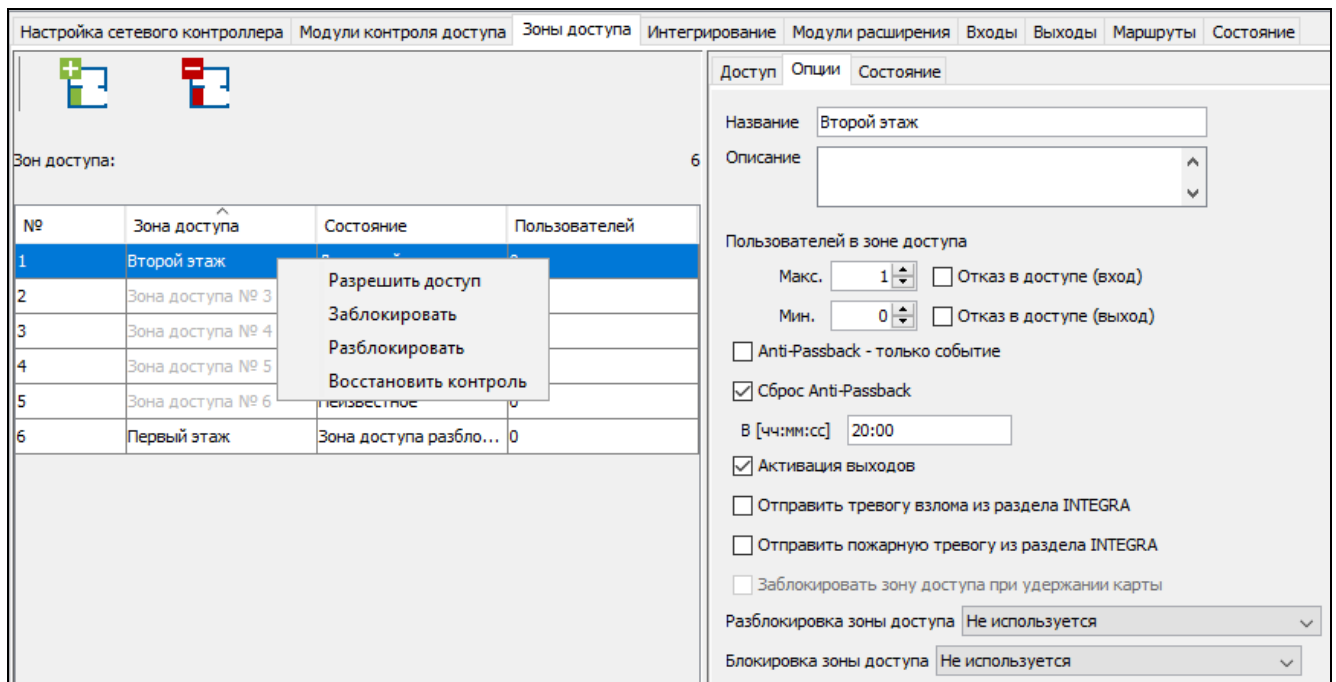 Настройка сетевого контроллера Модули контроля доступа Зоны доступа Интегрирование Модули расширения Входы Выходы Маршруты Состояние
Зон доступа: 6
№ Зона доступа Состояние Пользователей
1 Второй этаж
2 Зона доступа № 3
3 Зона доступа № 4
4 Зона доступа № 5
5 Зона доступа № 6 Неизвестное 0
6 Первый этаж Зона доступа разбло... 0
Разрешить доступ
Заблокировать
Разблокировать
Восстановить контроль
Доступ Опции Состояние
Название Второй этаж
Описание
Пользователей в зоне доступа
Макс. 1 Отказ в доступе (вход)
Мин. 0 Отказ в доступе (выход)
Anti-Passback - только событие
Сброс Anti-Passback
В [чч:мм:сс] 20:00
Активация выходов
Отправить тревогу взлома из раздела INTEGRA
Отправить пожарную тревогу из раздела INTEGRA
Заблокировать зону доступа при удержании карты
Разблокировка зоны доступа Не используется
Блокировка зоны доступа Не используется